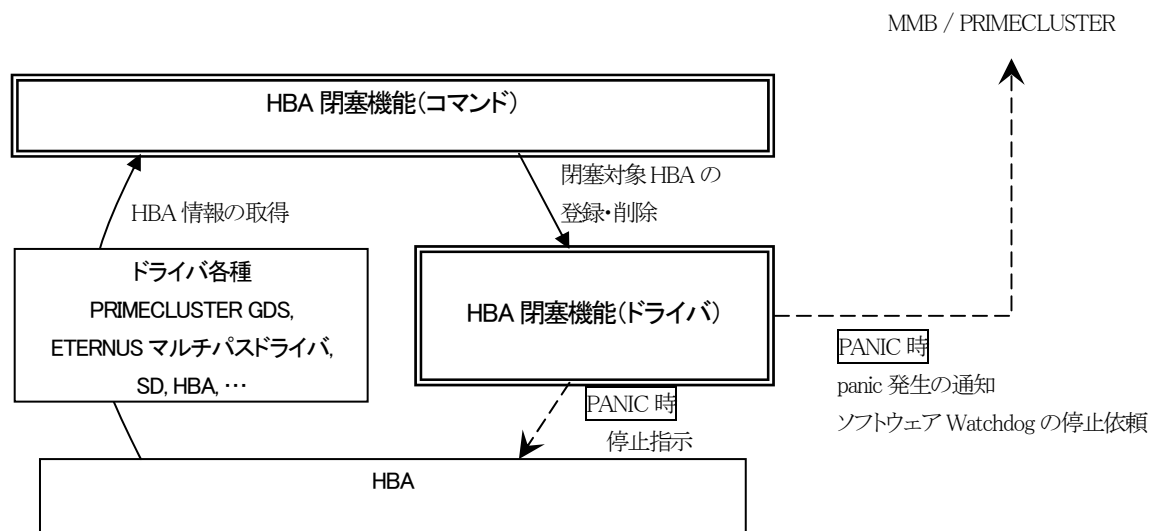 MMB / PRIMECLUSTER
HBA 閉塞機能(コマンド)
閉塞対象 HBA の
登録・削除
HBA 情報の取得
ドライバ各種
PRIMECLUSTER GDS,
ETERNUS マルチパスドライバ,
SD, HBA, …
HBA 閉塞機能(ドライバ)
PANIC 時
panic 発生の通知
ソフトウェア Watchdog の停止依頼
PANIC 時
停止指示
HBA